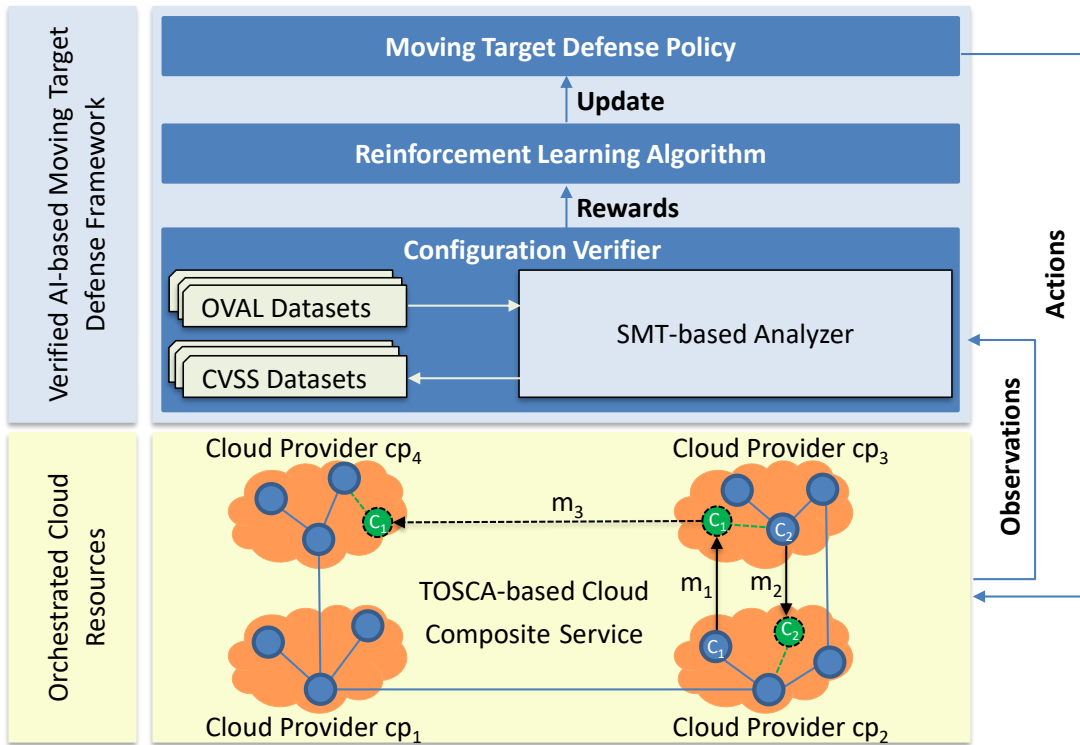 Verified AI-based Moving Target
Defense Framework
Moving Target Defense Policy
Update
Reinforcement Learning Algorithm
Rewards
Configuration Verifier
OVAL Datasets
CVSS Datasets
SMT-based Analyzer
Actions
Observations
Orchestrated Cloud
Resources
Cloud Provider cp₄
Cloud Provider cp₃
C₁
m₃
C₁
C₂
m₁
m₂
TOSCA-based Cloud
Composite Service
C₁
C₂
Cloud Provider cp₁
Cloud Provider cp₂